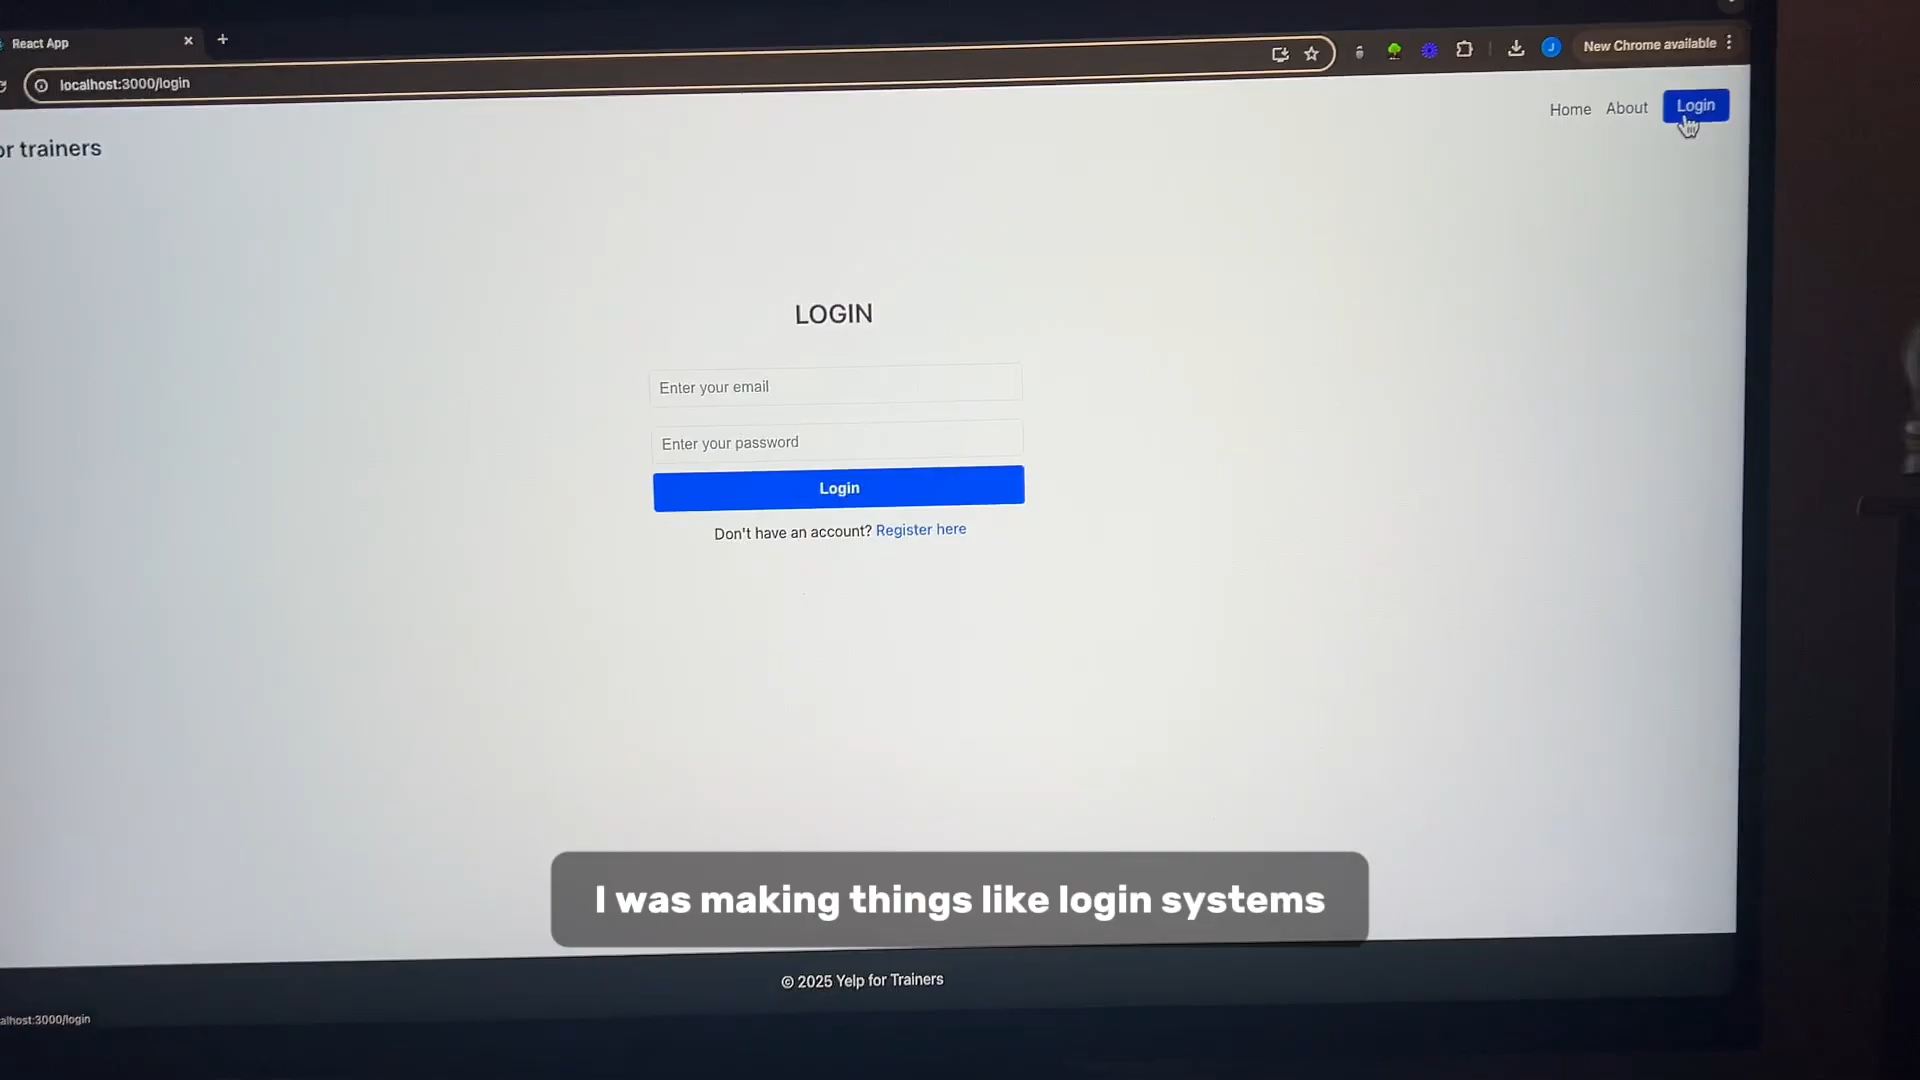 React App
localhost:3000/login
New Chrome available
J
Home About Login
or trainers
LOGIN
Enter your email
Enter your password
Login
Don't have an account? Register here
I was making things like login systems
© 2025 Yelp for Trainers
alhost:3000/login